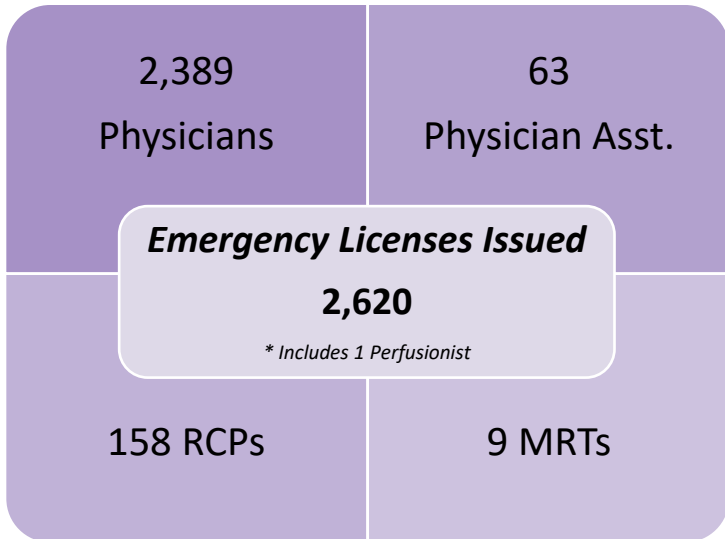 2,389
Physicians
63
Physician Asst.
Emergency Licenses Issued
2,620
* Includes 1 Perfusionist
158 RCPs
9 MRTs